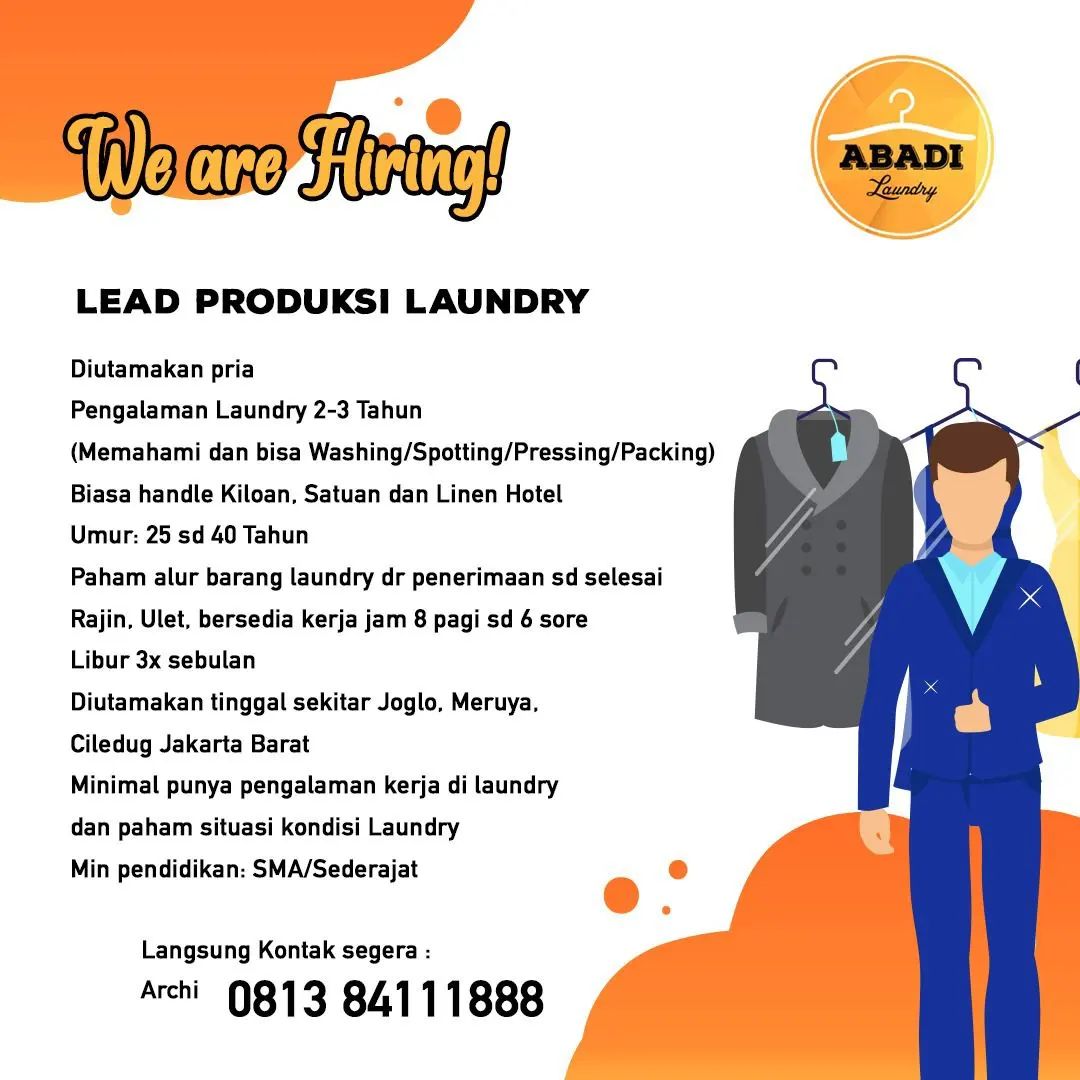 We are Hiring!
ABADI
Laundry
LEAD PRODUKSI LAUNDRY
Diutamakan pria
Pengalaman Laundry 2-3 Tahun
(Memahami dan bisa Washing/Spotting/Pressing/Packing)
Biasa handle Kiloan, Satuan dan Linen Hotel
Umur: 25 sd 40 Tahun
Paham alur barang laundry dr penerimaan sd selesai
Rajin, Ulet, bersedia kerja jam 8 pagi sd 6 sore
Libur 3x sebulan
Diutamakan tinggal sekitar Joglo, Meruya,
Ciledug Jakarta Barat
Minimal punya pengalaman kerja di laundry
dan paham situasi kondisi Laundry
Min pendidikan: SMA/Sederajat
Langsung Kontak segera :
Archi 0813 84111888